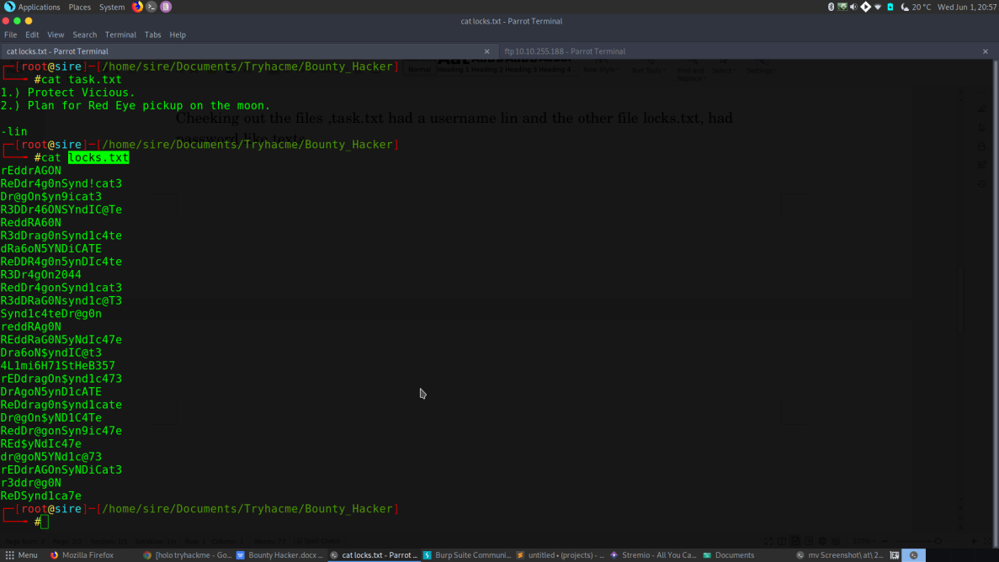 Applications Places System 20 °C Wed Jun 1, 20:57
cat locks.txt - Parrot Terminal
File Edit View Search Terminal Tabs Help
cat locks.txt - Parrot Terminal × ftp10.10.255.188 - Parrot Terminal ×
┌─[root@sire]─[/home/sire/Documents/Tryhacme/Bounty_Hacker]
└──╼ #cat task.txt
1.) Protect Vicious.
2.) Plan for Red Eye pickup on the moon.
Cheeking out the files ,task.txt had a username lin and the other file locks.txt, had
password like texts
-lin
┌─[root@sire]─[/home/sire/Documents/Tryhacme/Bounty_Hacker]
└──╼ #cat locks.txt
rEddrAGON
ReDdr4g0nSynd!cat3
Dr@gOn$yn9icat3
R3DDr46ONSYndIC@Te
ReddRA60N
R3dDrag0nSynd1c4te
dRa6oN5YNDiCATE
ReDDR4g0n5ynDIc4te
R3Dr4gOn2044
RedDr4gonSynd1cat3
R3dDRaG0Nsynd1c@T3
Synd1c4teDr@g0n
reddRAg0N
REddRaG0N5yNdIc47e
Dra6oN$yndIC@t3
4L1mi6H71StHeB357
rEDdragOn$ynd1c473
DrAgoN5ynD1cATE
ReDdrag0n$ynd1cate
Dr@gOn$yND1C4Te
RedDr@gonSyn9ic47e
REd$yNdIc47e
dr@goN5YNd1c@73
rEDdrAGOnSyNDiCat3
r3ddr@g0N
ReDSynd1ca7e
┌─[root@sire]─[/home/sire/Documents/Tryhacme/Bounty_Hacker]
└──╼ #
Menu Mozilla Firefox [holo tryhackme - Go... Bounty Hacker.docx ... cat locks.txt - Parrot ... Burp Suite Communi... untitled • (projects) - ... Stremio - All You Ca... Documents mv Screenshot\ at\ 2...